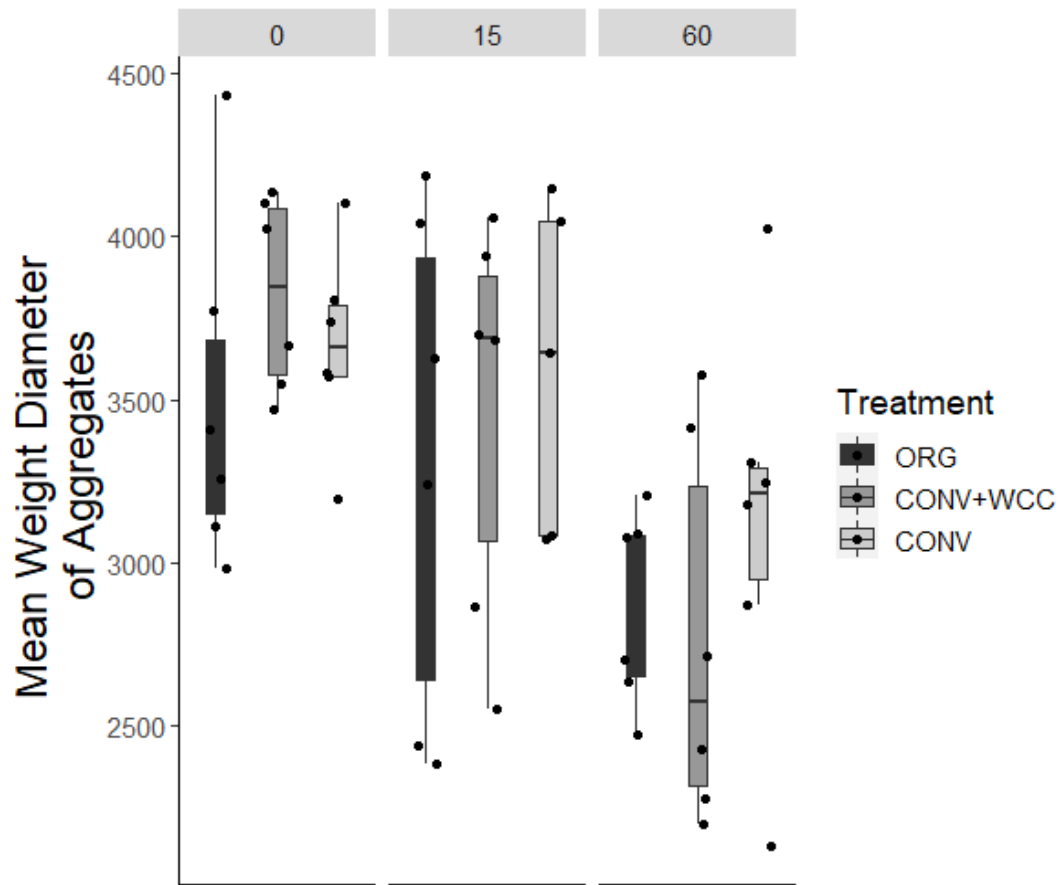 0 15 60
4500
4000
3500
3000
2500
Mean Weight Diameter
of Aggregates
Treatment
ORG
CONV+WCC
CONV